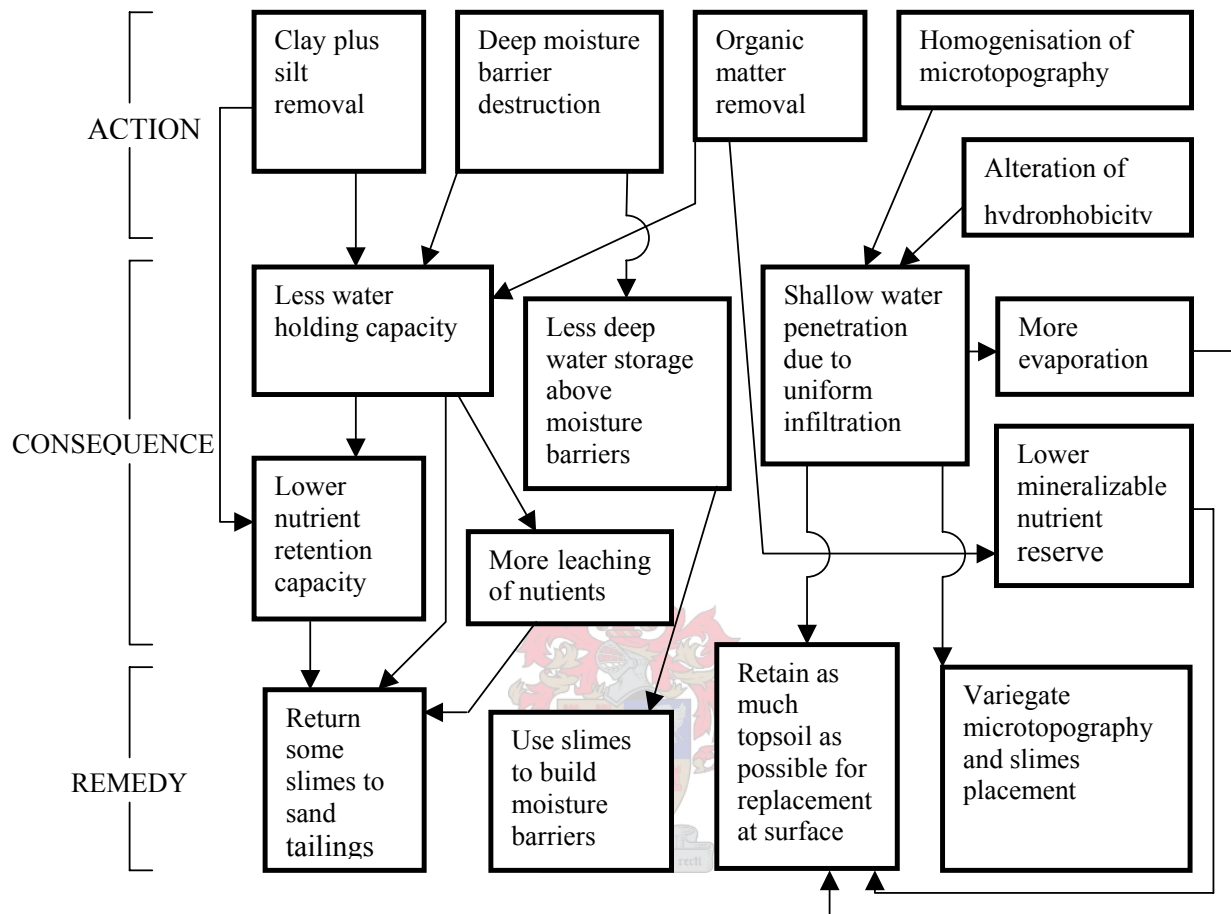 ACTION
Clay plus
silt
removal
Deep moisture
barrier
destruction
Organic
matter
removal
Homogenisation of
microtopography
Alteration of
hydrophobicity
CONSEQUENCE
Less water
holding capacity
Less deep
water storage
above
moisture
barriers
Shallow water
penetration
due to
uniform
infiltration
More
evaporation
Lower
nutrient
retention
capacity
More leaching
of nutients
Lower
mineralizable
nutrient
reserve
REMEDY
Return
some
slimes to
sand
tailings
Use slimes
to build
moisture
barriers
Retain as
much
topsoil as
possible for
replacement
at surface
Variegate
microtopography
and slimes
placement
recti